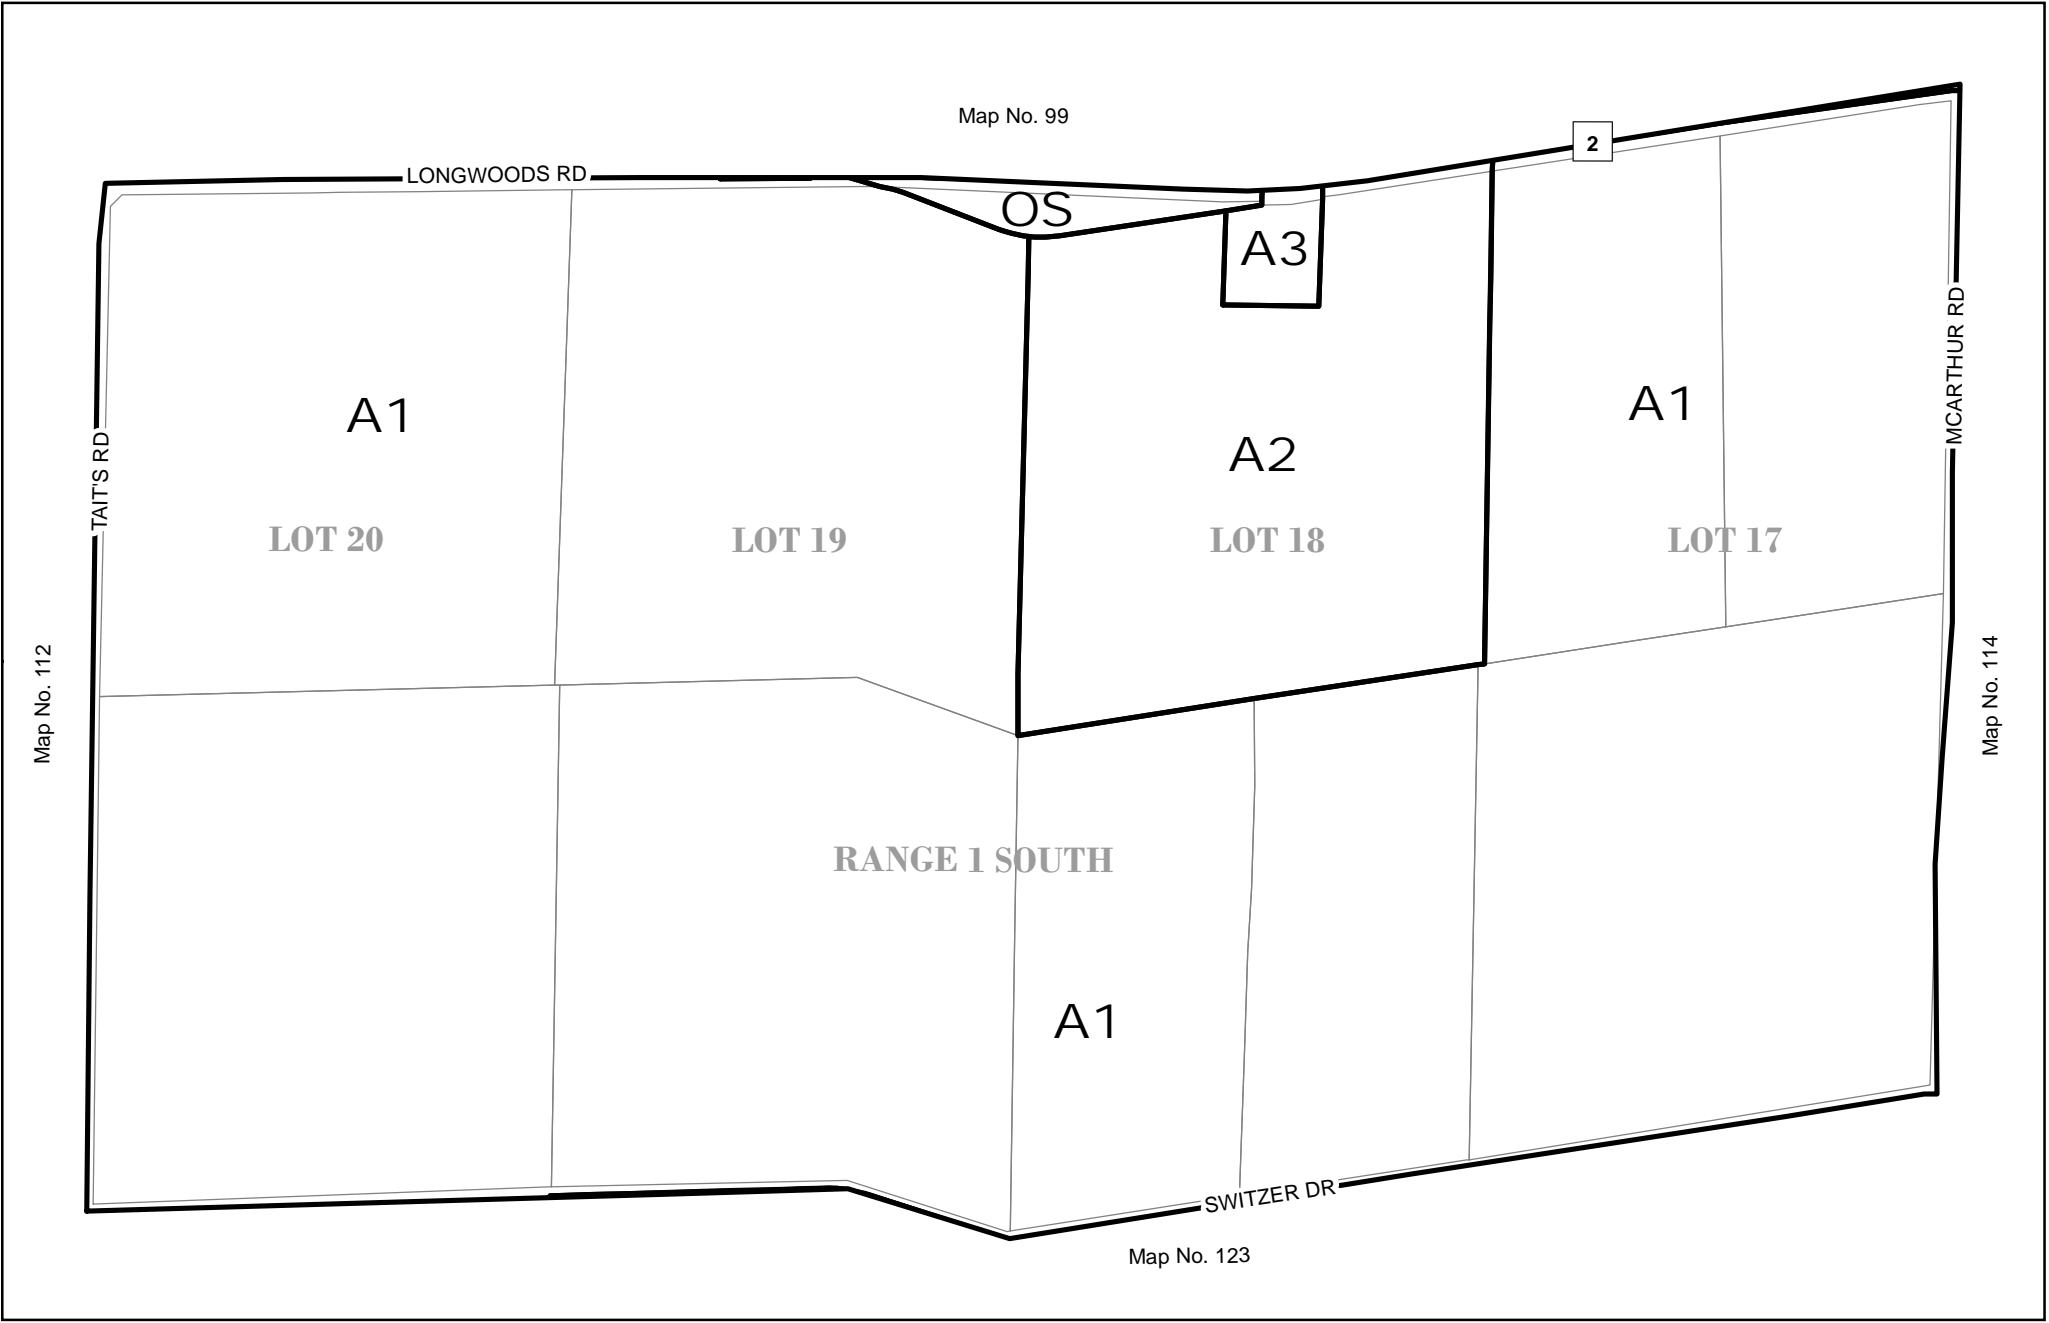 Map No. 99
2
LONGWOODS RD
OS
A3
MCARTHUR RD
A1
A1
A2
TAIT'S RD
LOT 20
LOT 19
LOT 18
LOT 17
Map No. 112
Map No. 114
RANGE 1 SOUTH
A1
SWITZER DR
Map No. 123